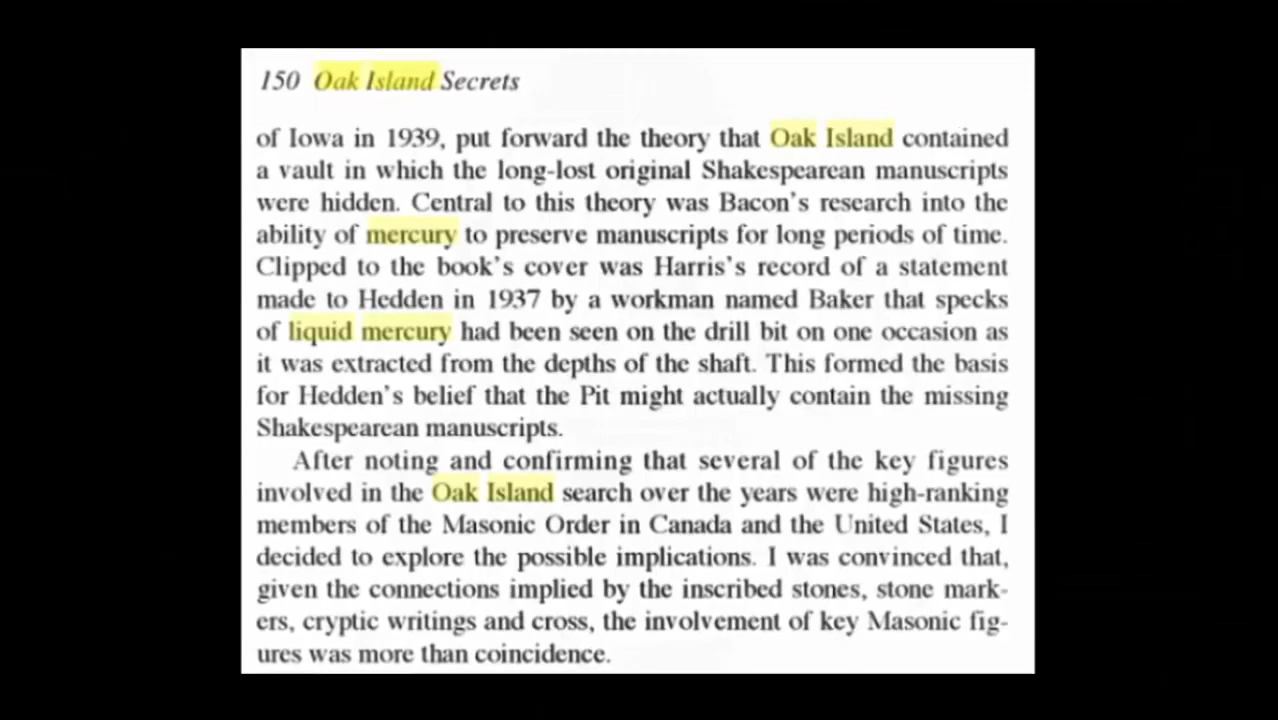 150 Oak Island Secrets
of Iowa in 1939, put forward the theory that Oak Island contained
a vault in which the long-lost original Shakespearean manuscripts
were hidden. Central to this theory was Bacon's research into the
ability of mercury to preserve manuscripts for long periods of time.
Clipped to the book's cover was Harris's record of a statement
made to Hedden in 1937 by a workman named Baker that specks
of liquid mercury had been seen on the drill bit on one occasion as
it was extracted from the depths of the shaft. This formed the basis
for Hedden's belief that the Pit might actually contain the missing
Shakespearean manuscripts.
After noting and confirming that several of the key figures
involved in the Oak Island search over the years were high-ranking
members of the Masonic Order in Canada and the United States, I
decided to explore the possible implications. I was convinced that,
given the connections implied by the inscribed stones, stone mark-
ers, cryptic writings and cross, the involvement of key Masonic fig-
ures was more than coincidence.